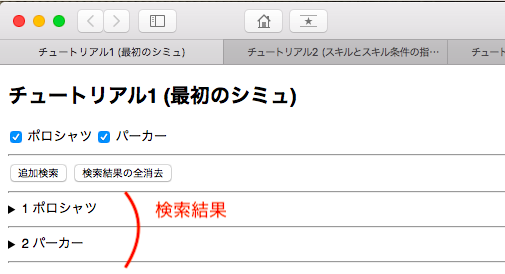 チュートリアル1 (最初のシミュ)
チュートリアル2 (スキルとスキル条件の指…
チュート
チュートリアル1 (最初のシミュ)
ポロシャツ パーカー
追加検索 検索結果の全消去
1 ポロシャツ
検索結果
2 パーカー